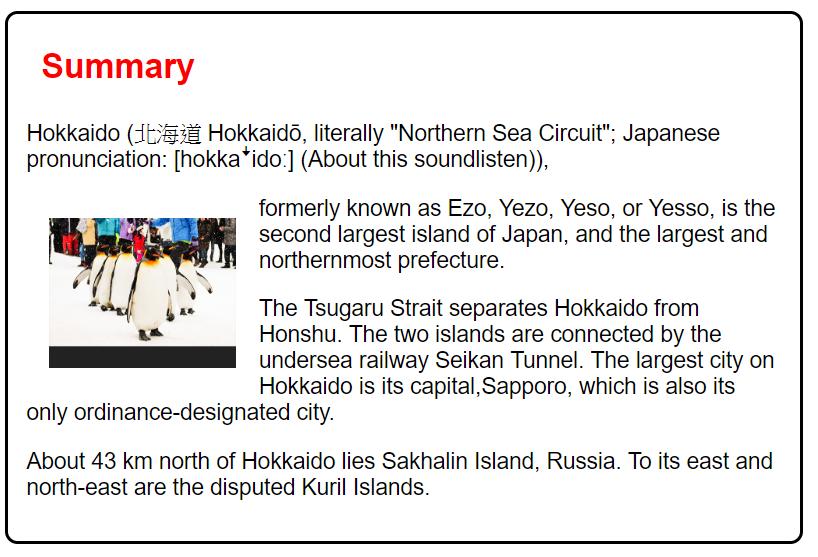 Summary
Hokkaido (北海道 Hokkaidō, literally "Northern Sea Circuit"; Japanese
pronunciation: [hokkaꜜidoː] (About this soundlisten)),
formerly known as Ezo, Yezo, Yeso, or Yesso, is the
second largest island of Japan, and the largest and
northernmost prefecture.
The Tsugaru Strait separates Hokkaido from
Honshu. The two islands are connected by the
undersea railway Seikan Tunnel. The largest city on
Hokkaido is its capital,Sapporo, which is also its
only ordinance-designated city.
About 43 km north of Hokkaido lies Sakhalin Island, Russia. To its east and
north-east are the disputed Kuril Islands.